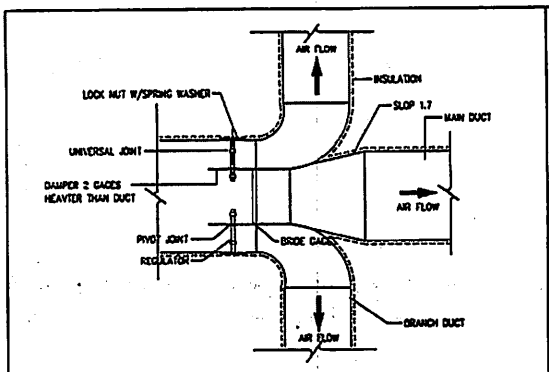 AIR FLOW
INSULATION
LOCK NUT W/SPRING WASHER
SLOP 1.7
MAIN DUCT
UNIVERSAL JOINT
DAMPER 2 GAGES
HEAVIER THAN DUCT
AIR FLOW
PIVOT JOINT
BRIDE GAGE
REGULATOR
BRANCH DUCT
AIR FLOW